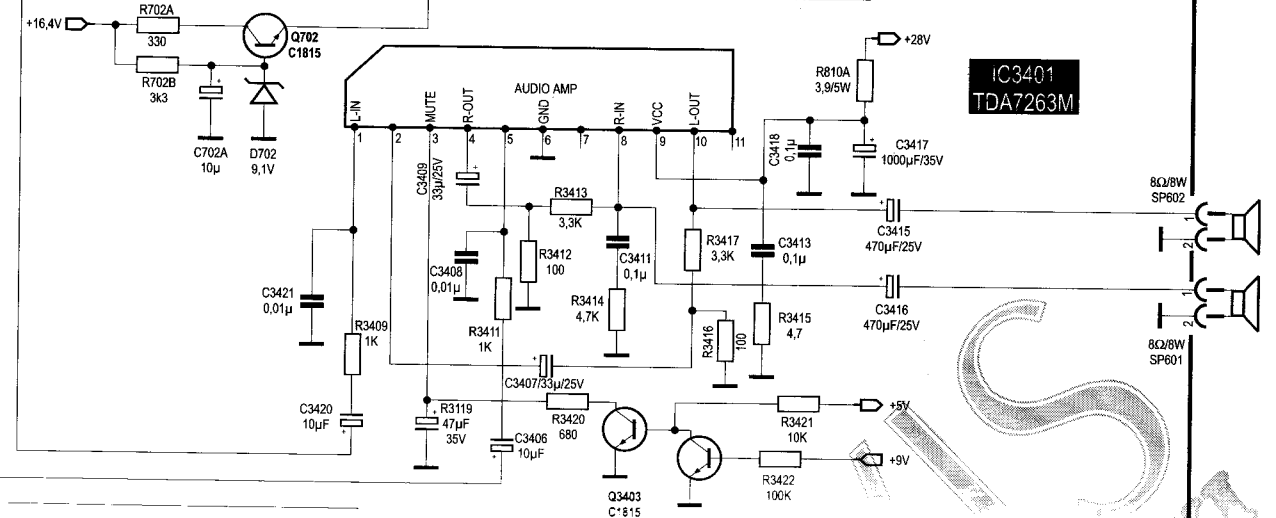 R702A
+16,4V
330
Q702
C1815
R702B
3k3
C702A
10µ
D702
9,1V
AUDIO AMP
L-IN
MUTE
R-OUT
GND
R-IN
VCC
L-OUT
1
2
3
4
5
6
7
8
9
10
11
+28V
R810A
3,9/5W
IC3401
TDA7263M
C3418
0,1µ
C3417
1000µF/35V
C3409
33µ/25V
R3413
3,3K
8Ω/8W
SP602
1
2
C3415
470µF/25V
R3417
3,3K
C3413
0,1µ
C3411
0,1µ
R3412
100
C3408
0,01µ
C3421
0,01µ
R3414
4,7K
C3416
470µF/25V
1
2
8Ω/8W
SP601
R3409
1K
R3411
1K
R3416
100
R3415
4,7
C3407/33µ/25V
C3420
10µF
R3119
47µF
35V
R3420
680
C3406
10µF
+5V
R3421
10K
+9V
R3422
100K
Q3403
C1815